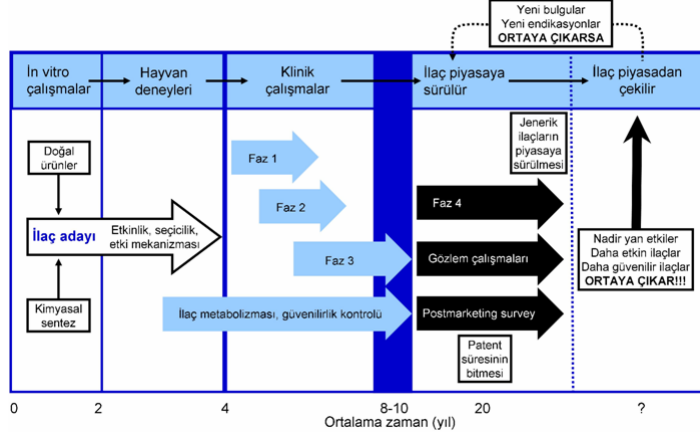 Yeni bulgular
Yeni endikasyonlar
ORTAYA ÇIKARSA
İn vitro
çalışmalar
Hayvan
deneyleri
Klinik
çalışmalar
İlaç piyasaya
sürülür
İlaç piyasadan
çekilir
Doğal
ürünler
İlaç adayı
Etkinlik, seçicilik,
etki mekanizması
Kimyasal
sentez
Faz 1
Faz 2
Faz 3
İlaç metabolizması, güvenilirlik kontrolü
Jenerik
ilaçların
piyasaya
sürülmesi
Faz 4
Gözlem çalışmaları
Postmarketing survey
Patent
süresinin
bitmesi
Nadir yan etkiler
Daha etkin ilaçlar
Daha güvenilir ilaçlar
ORTAYA ÇIKAR!!!
0 2 4 8-10 20 ?
Ortalama zaman (yıl)